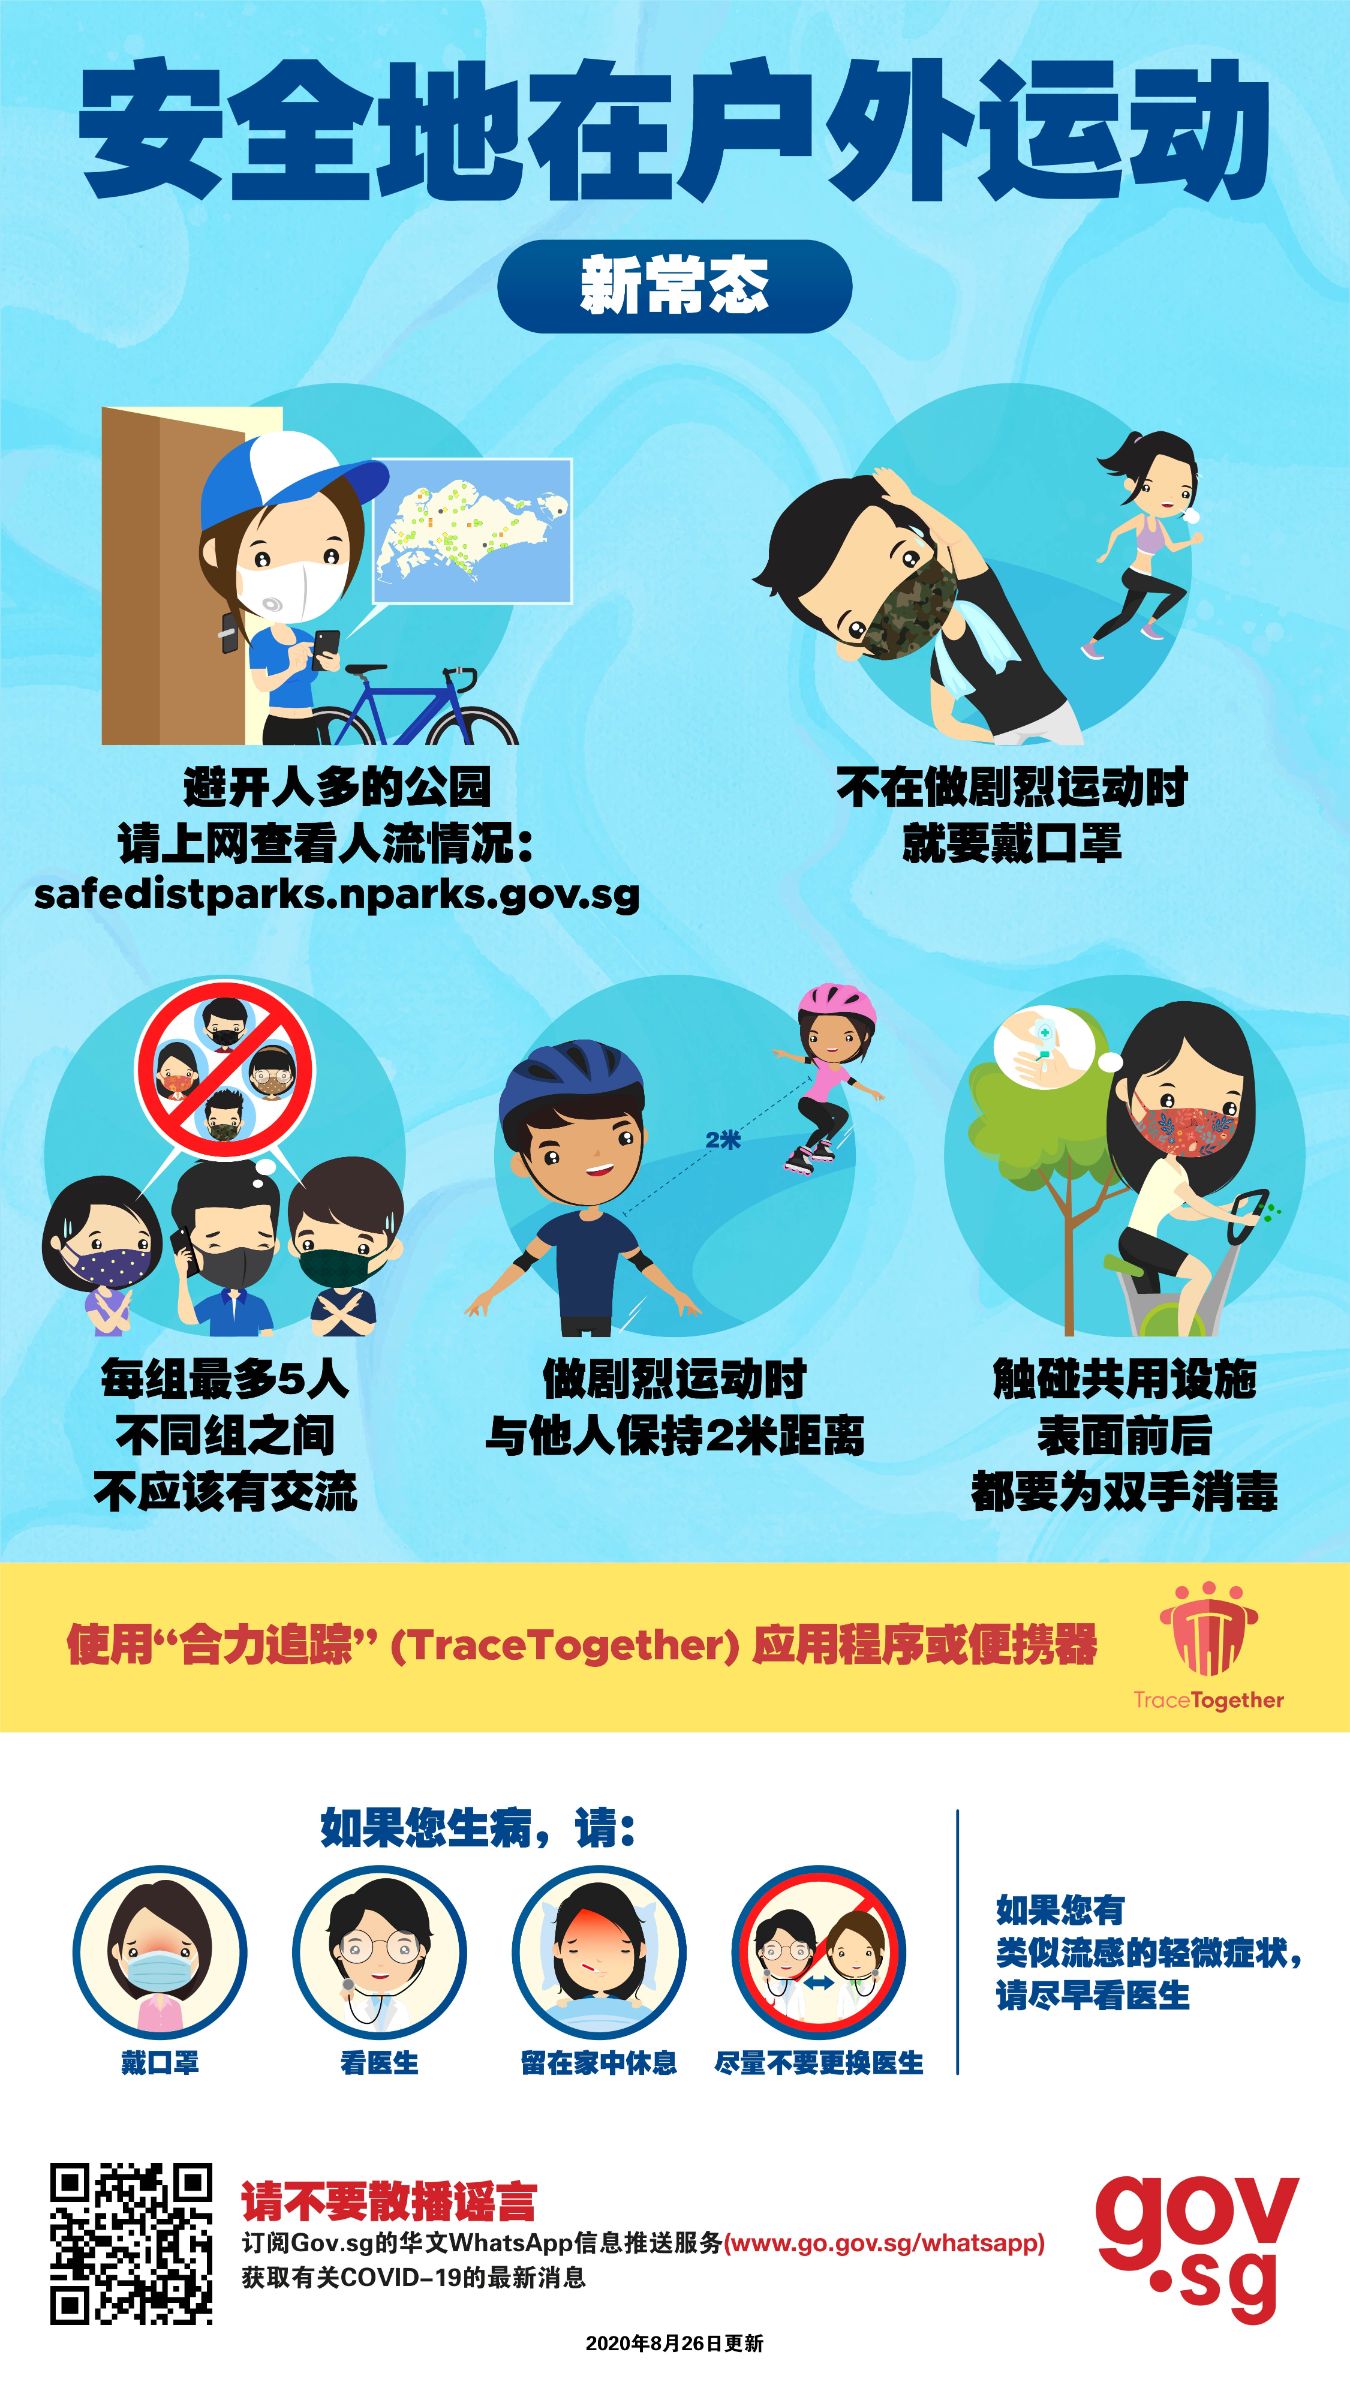 安全地在户外运动
新常态
避开人多的公园
请上网查看人流情况：
safedistparks.nparks.gov.sg
不在做剧烈运动时
就要戴口罩
每组最多5人
不同组之间
不应该有交流
2米
做剧烈运动时
与他人保持2米距离
触碰共用设施
表面前后
都要为双手消毒
使用“合力追踪” (TraceTogether) 应用程序或便携器
TraceTogether
如果您生病，请：
戴口罩
看医生
留在家中休息
尽量不要更换医生
如果您有
类似流感的轻微症状，
请尽早看医生
请不要散播谣言
订阅Gov.sg的华文WhatsApp信息推送服务(www.go.gov.sg/whatsapp)
获取有关COVID-19的最新消息
gov
.sg
2020年8月26日更新